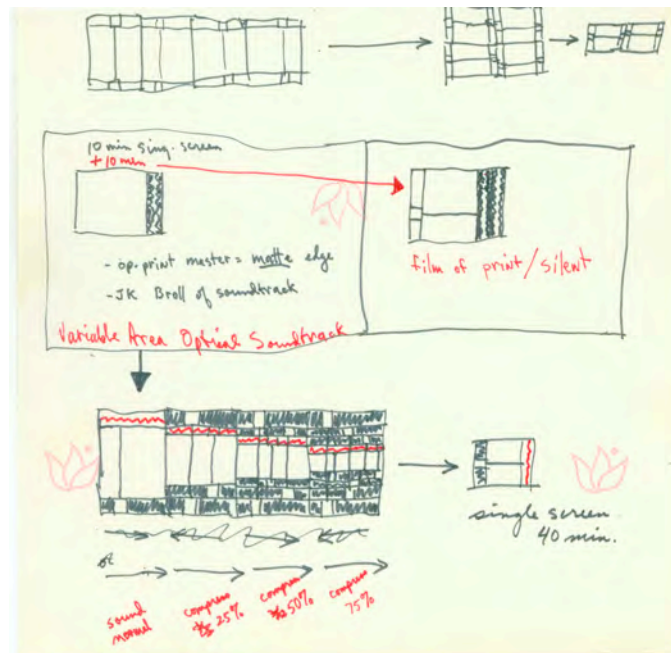 10 min sing. screen
+ 10 min
- op. print master = matte edge
- JK Broll of soundtrack
Variable Area Optical Soundtrack
film of print/silent
single screen
40 min.
sound
normal
compress
25%
compress
50%
compress
75%